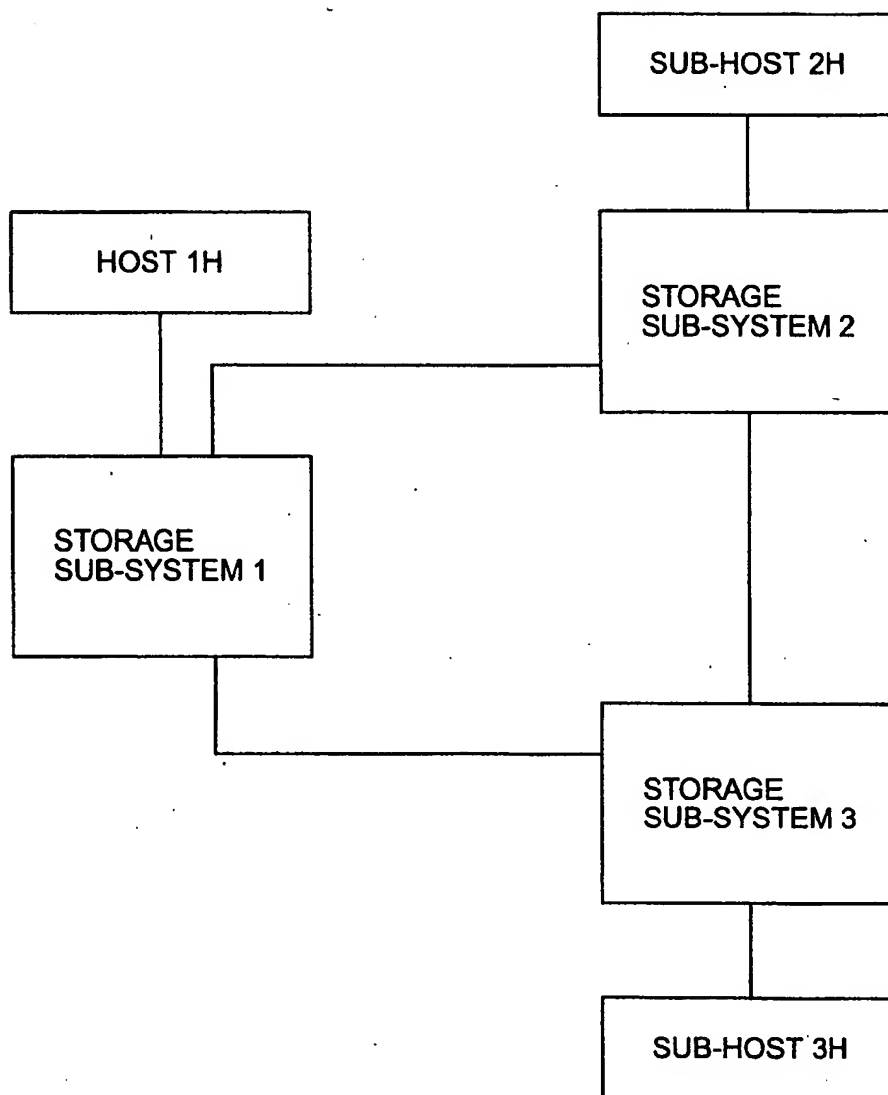 SUB-HOST 2H
HOST 1H
STORAGE
SUB-SYSTEM 2
STORAGE
SUB-SYSTEM 1
STORAGE
SUB-SYSTEM 3
SUB-HOST 3H